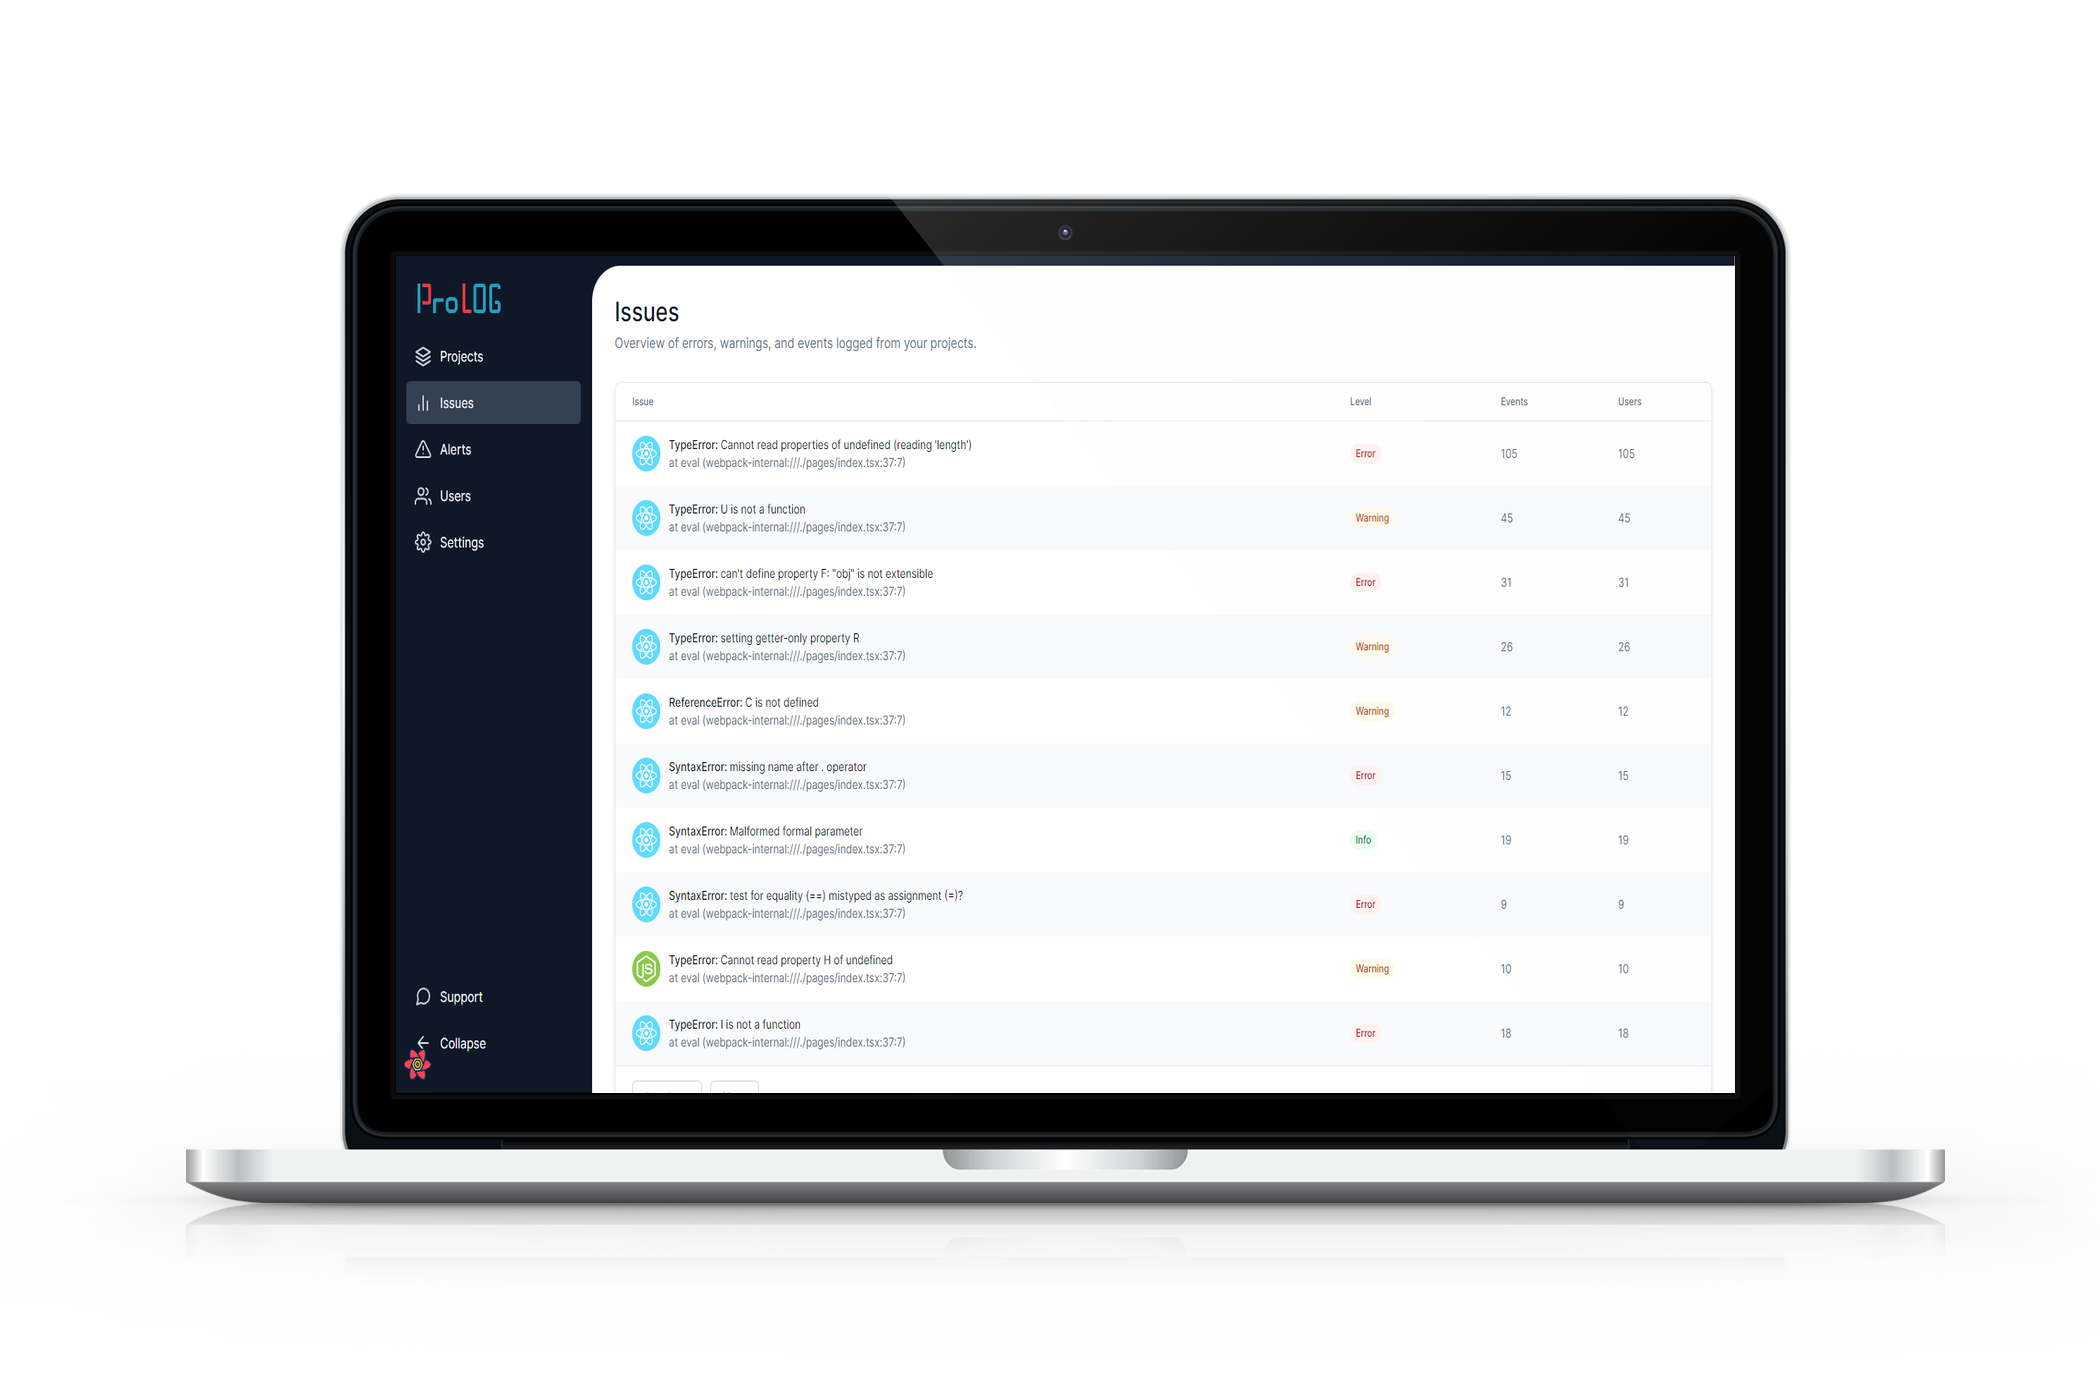 ProLOG
Projects
Issues
Alerts
Users
Settings
Support
Collapse
Issues
Overview of errors, warnings, and events logged from your projects.
Issue Level Events Users
TypeError: Cannot read properties of undefined (reading 'length')
at eval (webpack-internal:///./pages/index.tsx:37:7)
Error 105 105
TypeError: U is not a function
at eval (webpack-internal:///./pages/index.tsx:37:7)
Warning 45 45
TypeError: can't define property F: "obj" is not extensible
at eval (webpack-internal:///./pages/index.tsx:37:7)
Error 31 31
TypeError: setting getter-only property R
at eval (webpack-internal:///./pages/index.tsx:37:7)
Warning 26 26
ReferenceError: C is not defined
at eval (webpack-internal:///./pages/index.tsx:37:7)
Warning 12 12
SyntaxError: missing name after . operator
at eval (webpack-internal:///./pages/index.tsx:37:7)
Error 15 15
SyntaxError: Malformed formal parameter
at eval (webpack-internal:///./pages/index.tsx:37:7)
Info 19 19
SyntaxError: test for equality (==) mistyped as assignment (=)?
at eval (webpack-internal:///./pages/index.tsx:37:7)
Error 9 9
JS
TypeError: Cannot read property H of undefined
at eval (webpack-internal:///./pages/index.tsx:37:7)
Warning 10 10
TypeError: I is not a function
at eval (webpack-internal:///./pages/index.tsx:37:7)
Error 18 18